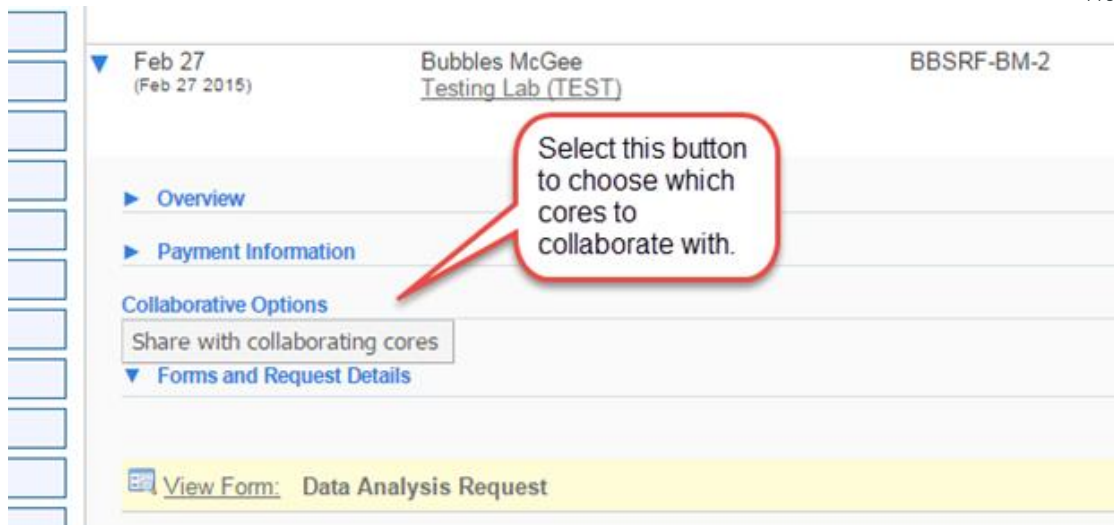 Feb 27 Bubbles McGee BBSRF-BM-2
(Feb 27 2015) Testing Lab (TEST)
Select this button
to choose which
cores to
collaborate with.
Overview
Payment Information
Collaborative Options
Share with collaborating cores
Forms and Request Details
View Form: Data Analysis Request